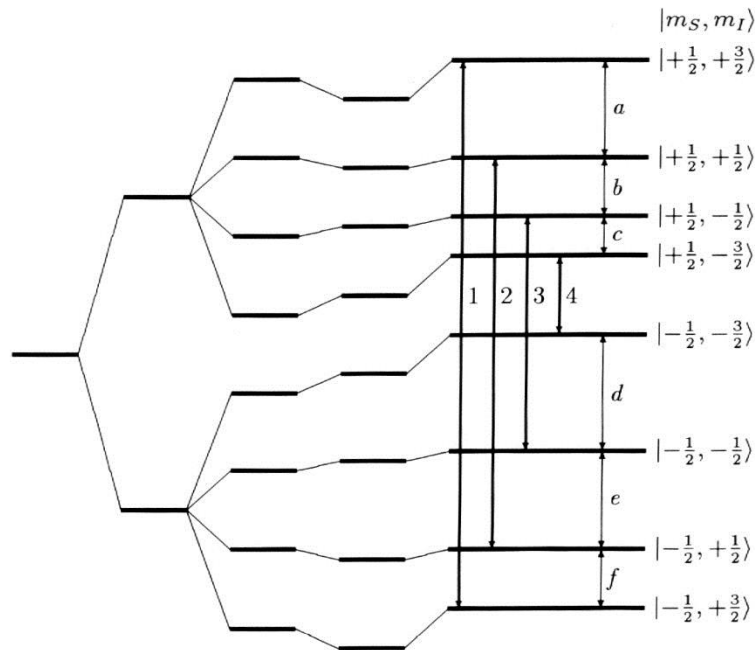 |m_S, m_I⟩
|+½, +3/2⟩
a
|+½, +½⟩
b
|+½, −½⟩
c
|+½, −3/2⟩
1 2 3 4
|−½, −3/2⟩
d
|−½, −½⟩
e
|−½, +½⟩
f
|−½, +3/2⟩